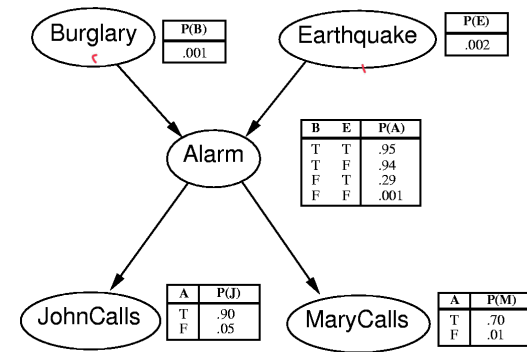 Burglary
P(B)
.001
Earthquake
P(E)
.002
Alarm
B E P(A)
T T .95
T F .94
F T .29
F F .001
JohnCalls
A P(J)
T .90
F .05
MaryCalls
A P(M)
T .70
F .01